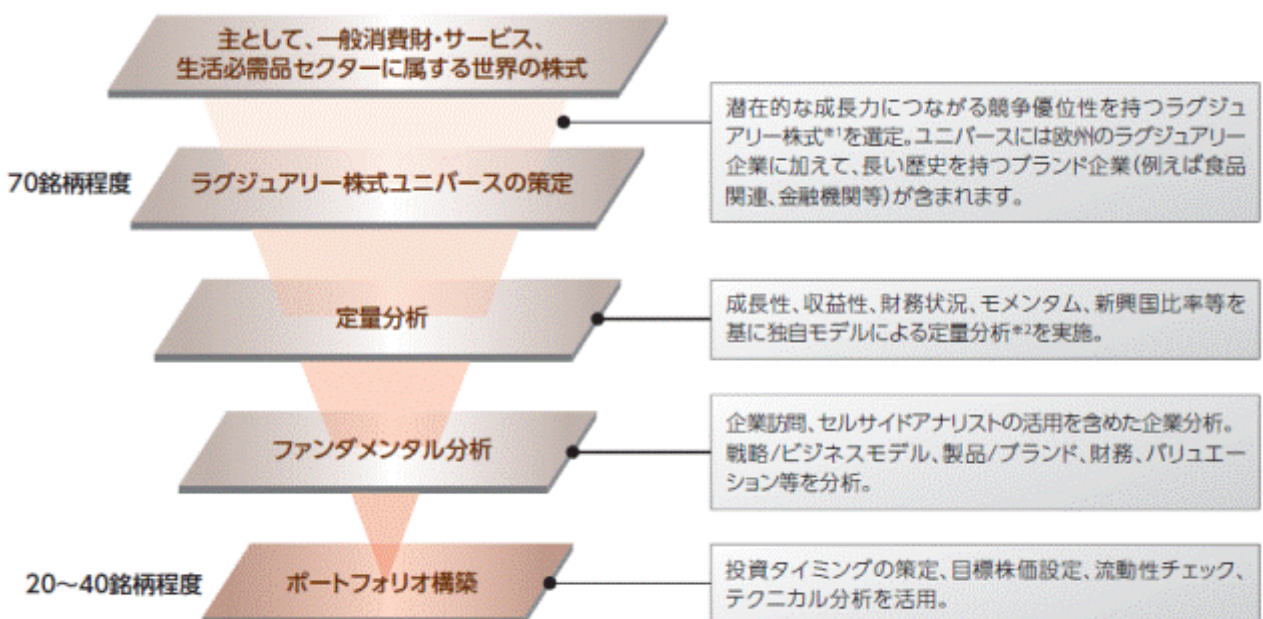 主として、一般消費財・サービス、
生活必需品セクターに属する世界の株式
潜在的な成長力につながる競争優位性を持つラグジュ
アリー株式※1を選定。ユニバースには欧州のラグジュアリー
企業に加えて、長い歴史を持つブランド企業(例えば食品
関連、金融機関等)が含まれます。
70銘柄程度
ラグジュアリー株式ユニバースの策定
定量分析
成長性、収益性、財務状況、モメンタム、新興国比率等を
基に独自モデルによる定量分析※2を実施。
ファンダメンタル分析
企業訪問、セルサイドアナリストの活用を含めた企業分析。
戦略/ビジネスモデル、製品/ブランド、財務、バリュエー
ション等を分析。
20〜40銘柄程度
ポートフォリオ構築
投資タイミングの策定、目標株価設定、流動性チェック、
テクニカル分析を活用。